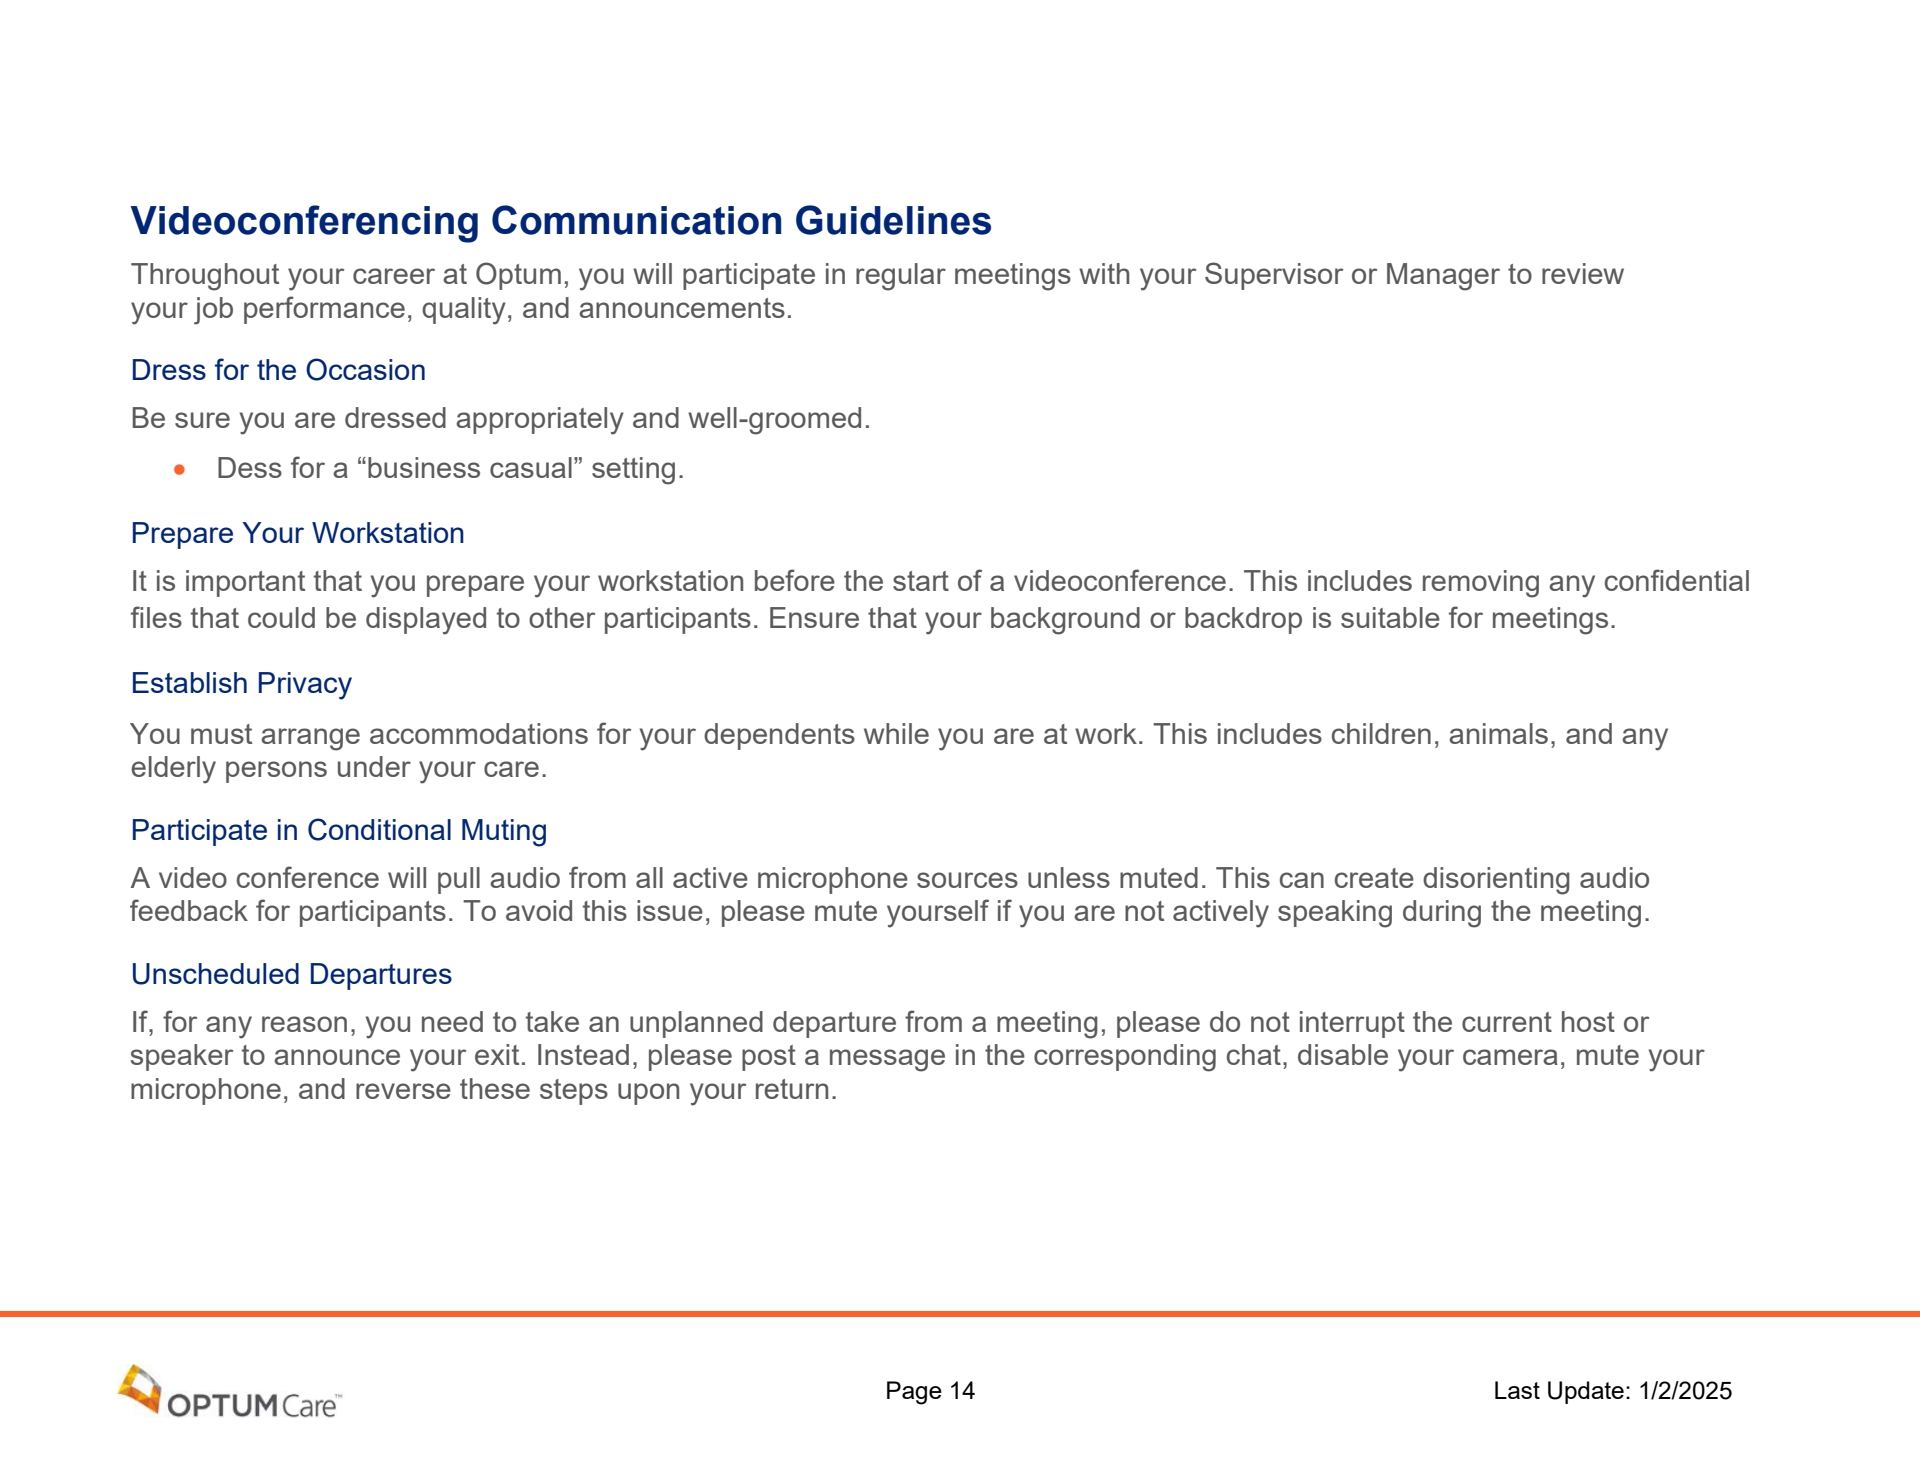 Videoconferencing Communication Guidelines
Throughout your career at Optum, you will participate in regular meetings with your Supervisor or Manager to review
your job performance, quality, and announcements.
Dress for the Occasion
Be sure you are dressed appropriately and well-groomed.
• Dess for a “business casual” setting.
Prepare Your Workstation
It is important that you prepare your workstation before the start of a videoconference. This includes removing any confidential
files that could be displayed to other participants. Ensure that your background or backdrop is suitable for meetings.
Establish Privacy
You must arrange accommodations for your dependents while you are at work. This includes children, animals, and any
elderly persons under your care.
Participate in Conditional Muting
A video conference will pull audio from all active microphone sources unless muted. This can create disorienting audio
feedback for participants. To avoid this issue, please mute yourself if you are not actively speaking during the meeting.
Unscheduled Departures
If, for any reason, you need to take an unplanned departure from a meeting, please do not interrupt the current host or
speaker to announce your exit. Instead, please post a message in the corresponding chat, disable your camera, mute your
microphone, and reverse these steps upon your return.
OPTUMCare™
Page 14
Last Update: 1/2/2025